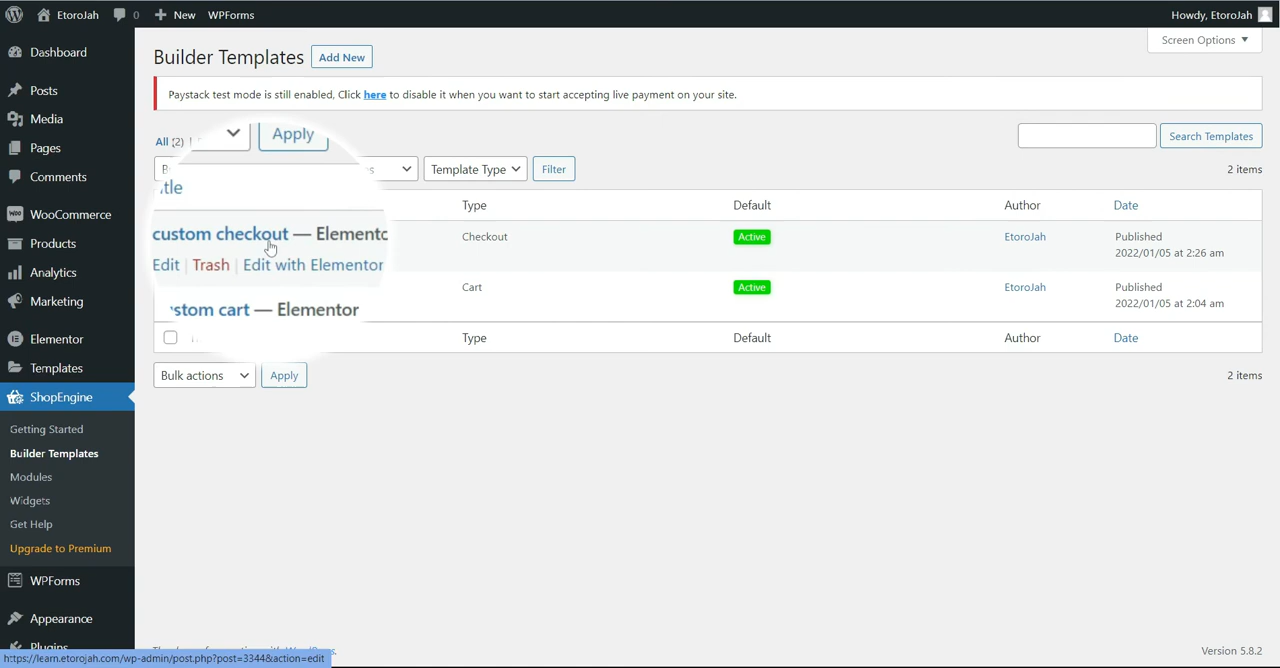 EtoroJah 0 New WPForms Howdy, EtoroJah
Screen Options
Dashboard
Posts
Media
Pages
Comments
WooCommerce
Products
Analytics
Marketing
Elementor
Templates
ShopEngine
Getting Started
Builder Templates
Modules
Widgets
Get Help
Upgrade to Premium
WPForms
Appearance
Plugins
Builder Templates Add New
Paystack test mode is still enabled, Click here to disable it when you want to start accepting live payment on your site.
All (2) |
Apply
Search Templates
Template Type Filter 2 items
Type Default Author Date
custom checkout — Elemento
Edit | Trash | Edit with Elementor
Checkout Active EtoroJah Published
2022/01/05 at 2:26 am
stom cart — Elementor
Cart Active EtoroJah Published
2022/01/05 at 2:04 am
Type Default Author Date
Bulk actions Apply 2 items
Version 5.8.2
https://learn.etorojah.com/wp-admin/post.php?post=3344&action=edit